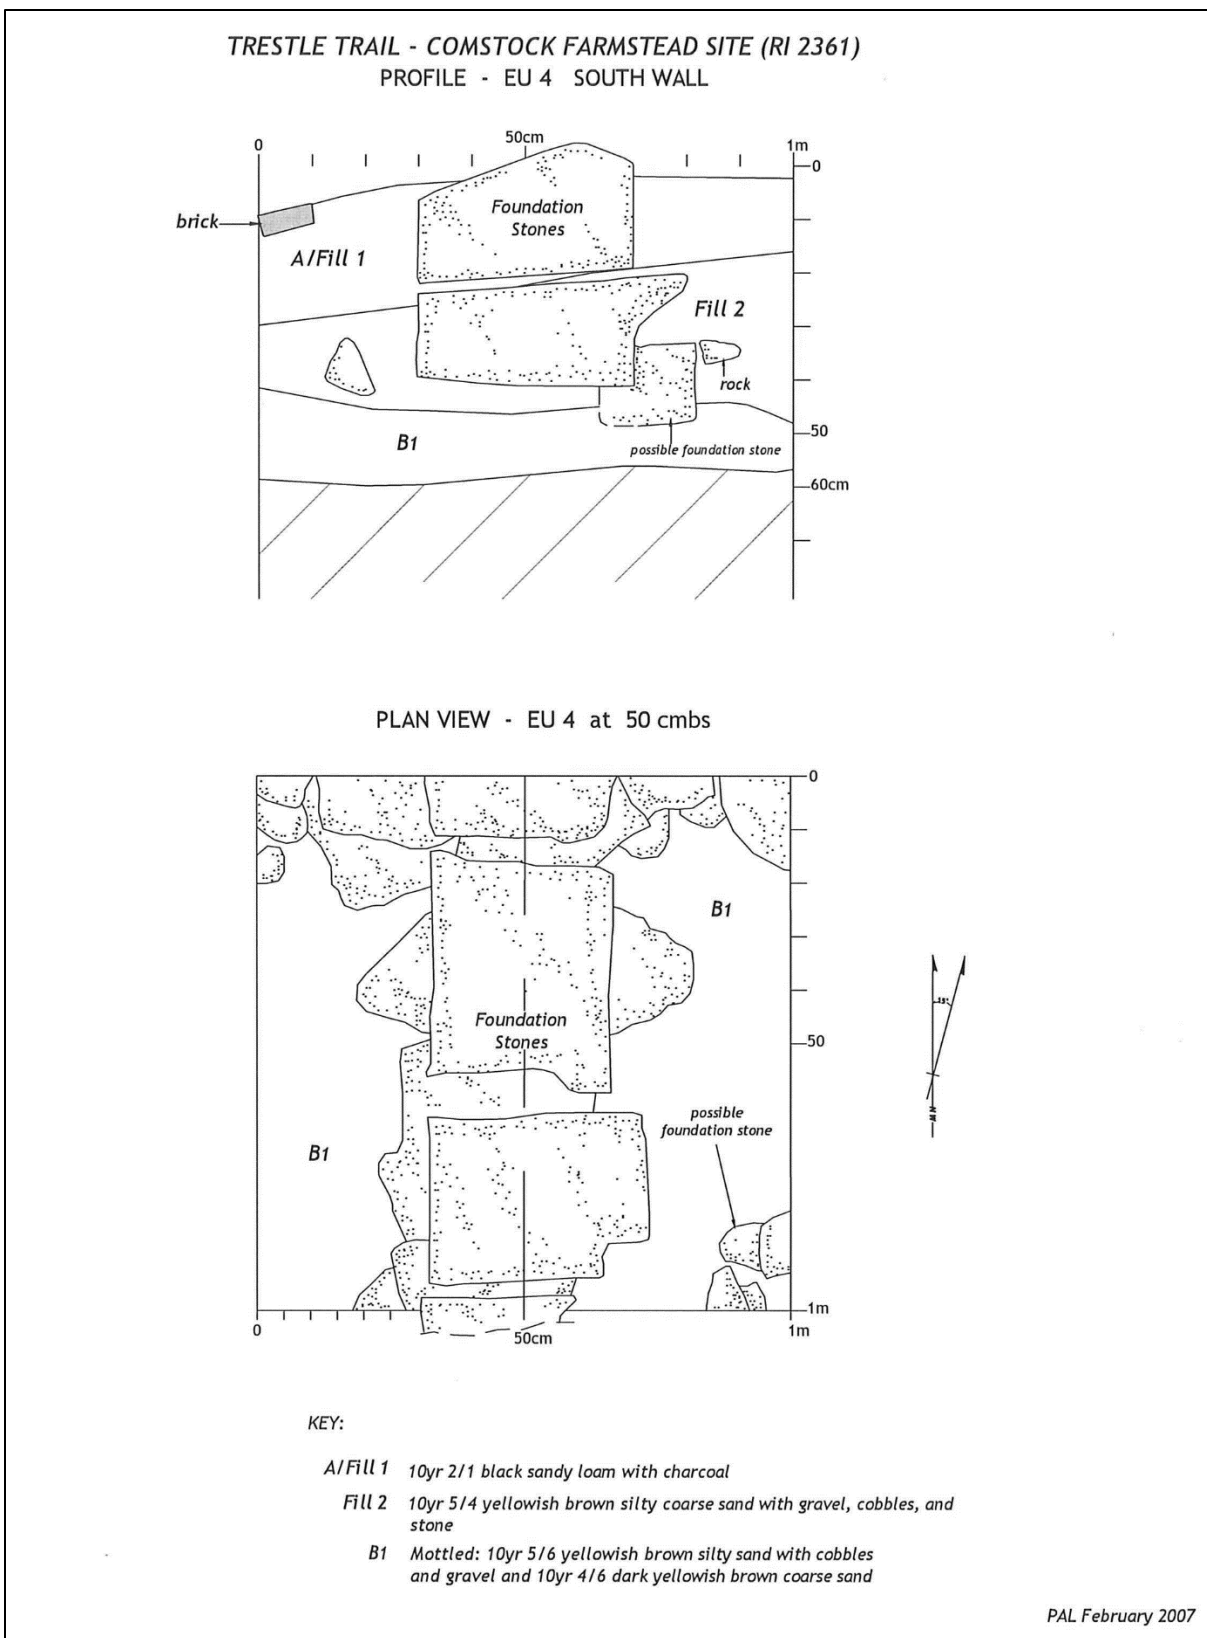 TRESTLE TRAIL - COMSTOCK FARMSTEAD SITE (RI 2361)
PROFILE - EU 4 SOUTH WALL
0
50cm
1m
0
brick
Foundation
Stones
A/Fill 1
Fill 2
rock
50
B1
possible foundation stone
60cm
PLAN VIEW - EU 4 at 50 cmbs
0
B1
Foundation
Stones
50
possible
foundation stone
B1
1m
0
50cm
1m
15°
MN
KEY:
A/Fill 1 10yr 2/1 black sandy loam with charcoal
Fill 2 10yr 5/4 yellowish brown silty coarse sand with gravel, cobbles, and
stone
B1 Mottled: 10yr 5/6 yellowish brown silty sand with cobbles
and gravel and 10yr 4/6 dark yellowish brown coarse sand
PAL February 2007